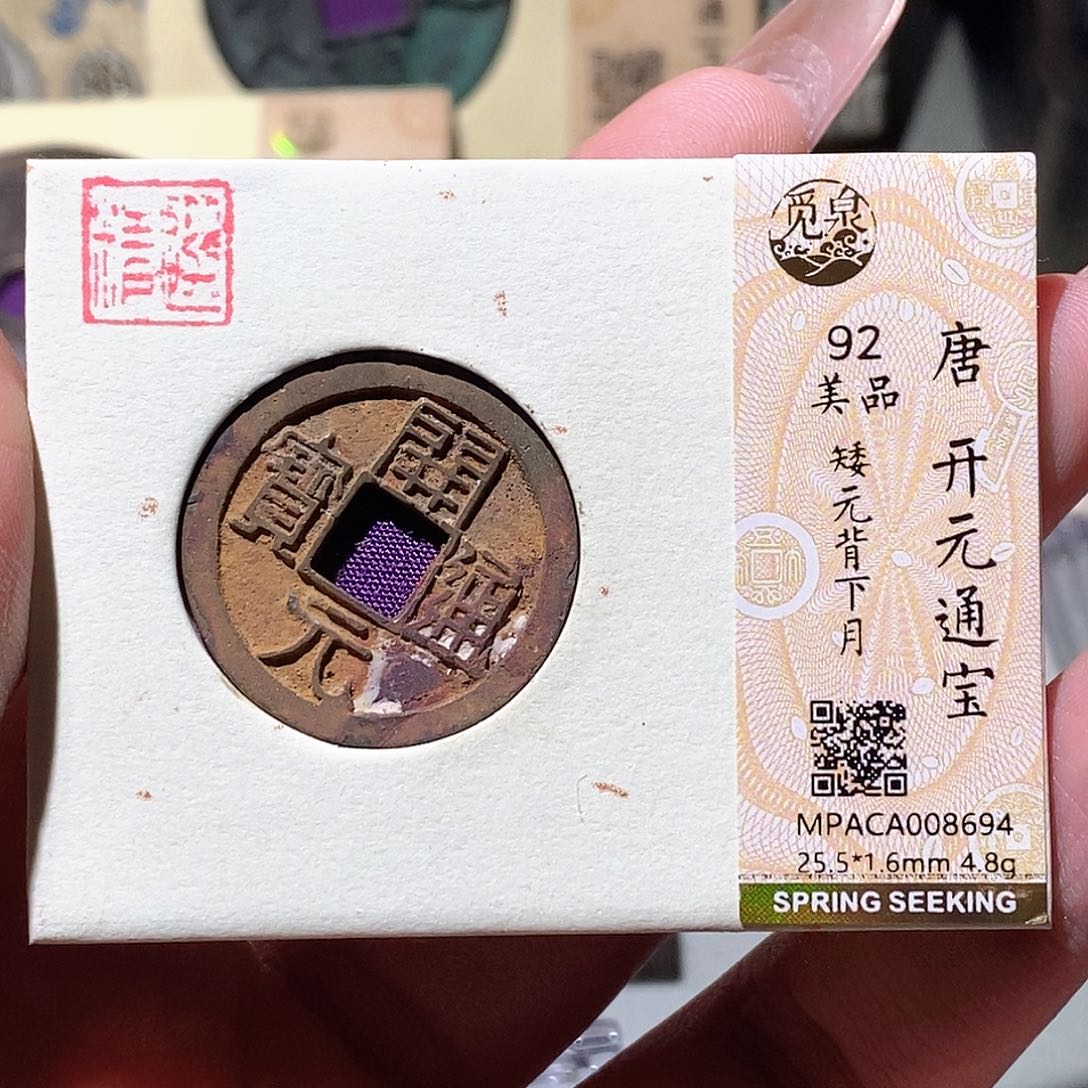 開元通寶
觅泉
唐 开元通宝
92
美品
矮元背下月
MPACA008694
25.5*1.6mm 4.8g
SPRING SEEKING